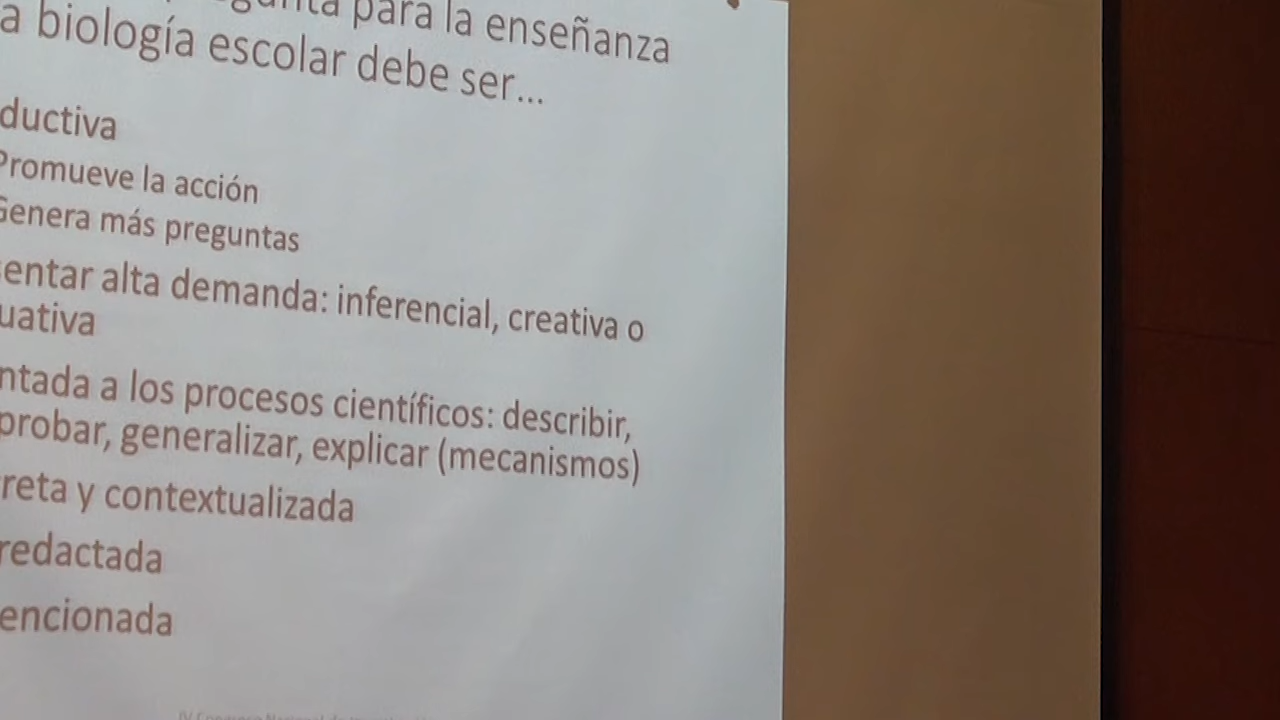 para la enseñanza
a biología escolar debe ser...
ductiva
Promueve la acción
Genera más preguntas
entar alta demanda: inferencial, creativa o
uativa
ntada a los procesos científicos: describir,
probar, generalizar, explicar (mecanismos)
reta y contextualizada
redactada
encionada